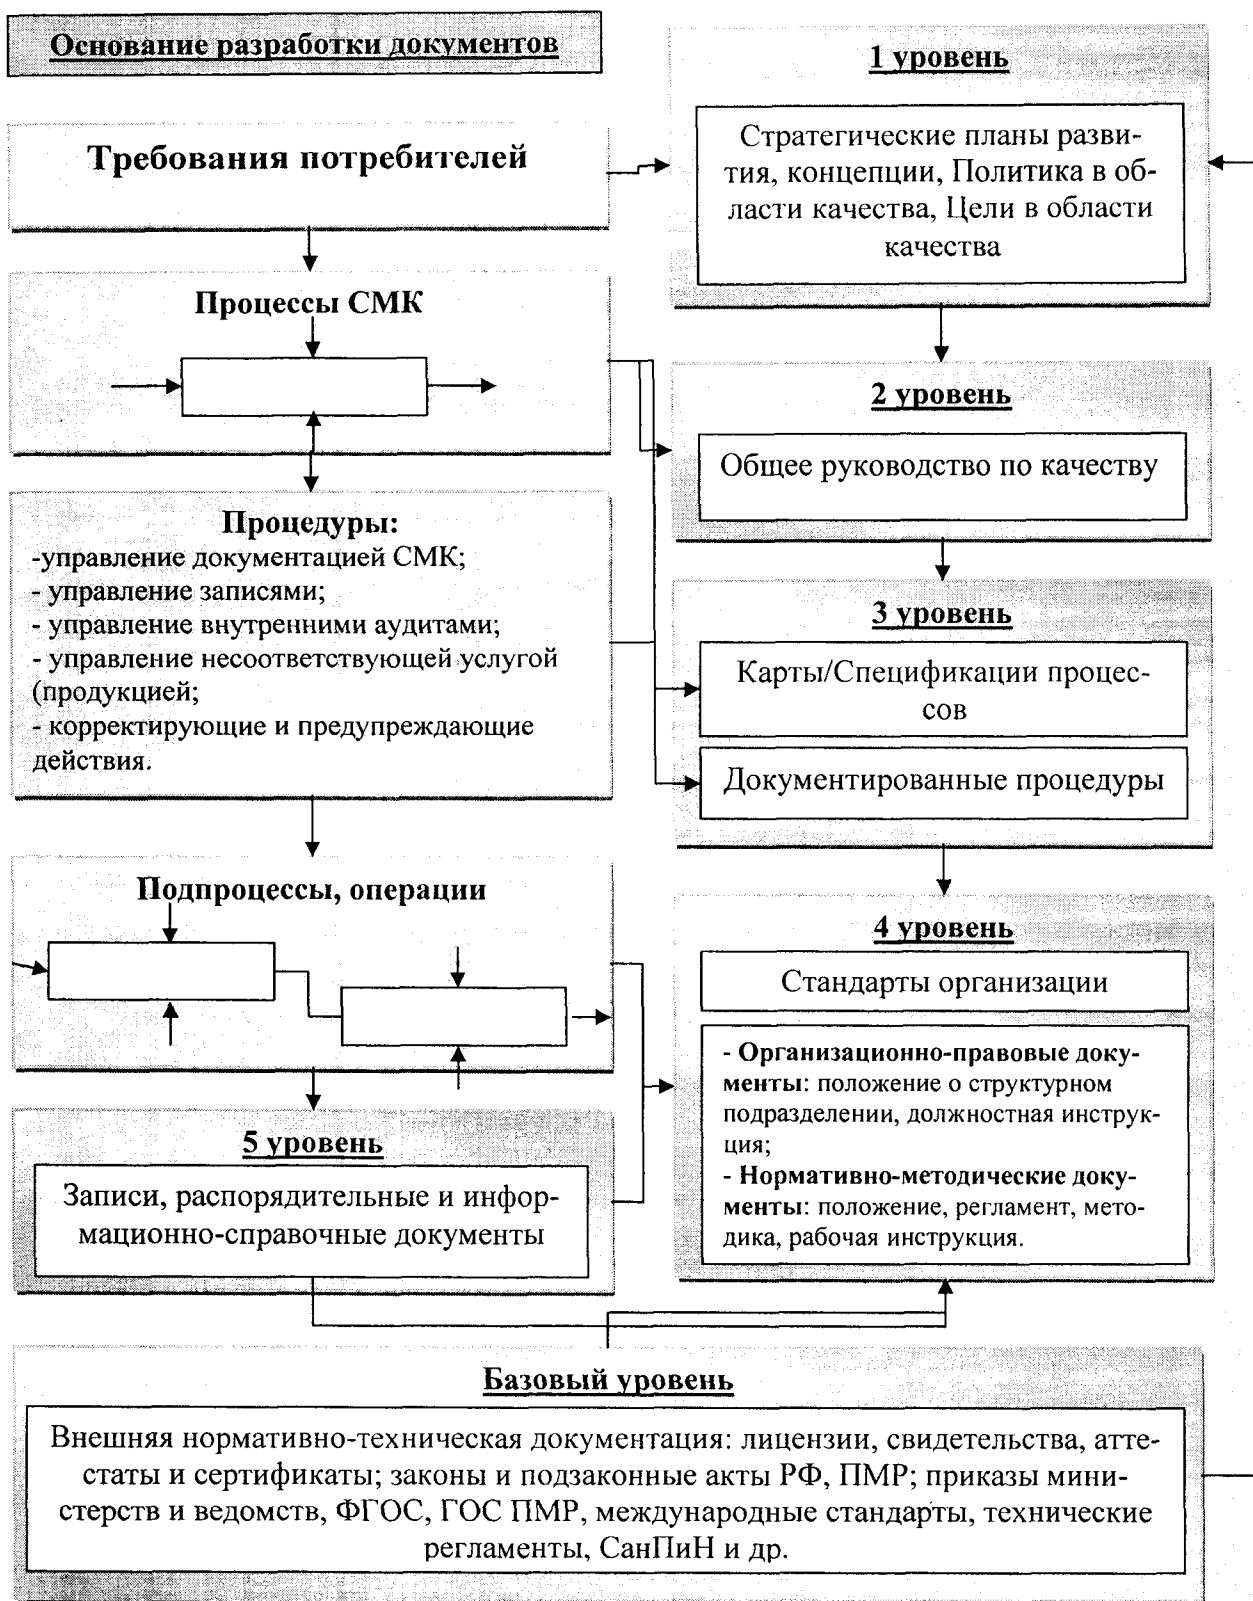 Основание разработки документов
Требования потребителей
Процессы СМК
Процедуры:
-управление документацией СМК;
- управление записями;
- управление внутренними аудитами;
- управление несоответствующей услугой
(продукцией;
- корректирующие и предупреждающие
действия.
Подпроцессы, операции
5 уровень
Записи, распорядительные и инфор-
мационно-справочные документы
1 уровень
Стратегические планы разви-
тия, концепции, Политика в об-
ласти качества, Цели в области
качества
2 уровень
Общее руководство по качеству
3 уровень
Карты/Спецификации процес-
сов
Документированные процедуры
4 уровень
Стандарты организации
- Организационно-правовые доку-
менты: положение о структурном
подразделении, должностная инструк-
ция;
- Нормативно-методические доку-
менты: положение, регламент, мето-
дика, рабочая инструкция.
Базовый уровень
Внешняя нормативно-техническая документация: лицензии, свидетельства, атте-
статы и сертификаты; законы и подзаконные акты РФ, ПМР; приказы мини-
стерств и ведомств, ФГОС, ГОС ПМР, международные стандарты, технические
регламенты, СанПиН и др.